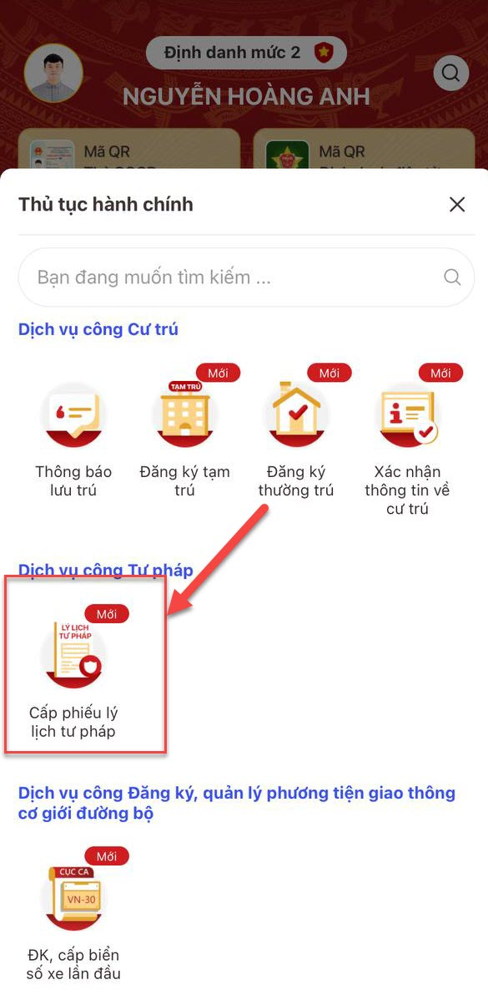 Định danh mức 2
NGUYỄN HOÀNG ANH
Mã QR
Mã QR
Thủ tục hành chính
Bạn đang muốn tìm kiếm ...
Dịch vụ công Cư trú
Mới
Mới
Mới
TẠM TRÚ
Thông báo
lưu trú
Đăng ký tạm
trú
Đăng ký
thường trú
Xác nhận
thông tin về
cư trú
Dịch vụ công Tư pháp
Mới
LÝ LỊCH
TƯ PHÁP
Cấp phiếu lý
lịch tư pháp
Dịch vụ công Đăng ký, quản lý phương tiện giao thông
cơ giới đường bộ
Mới
CỤC CA
VN-30
ĐK, cấp biển
số xe lần đầu